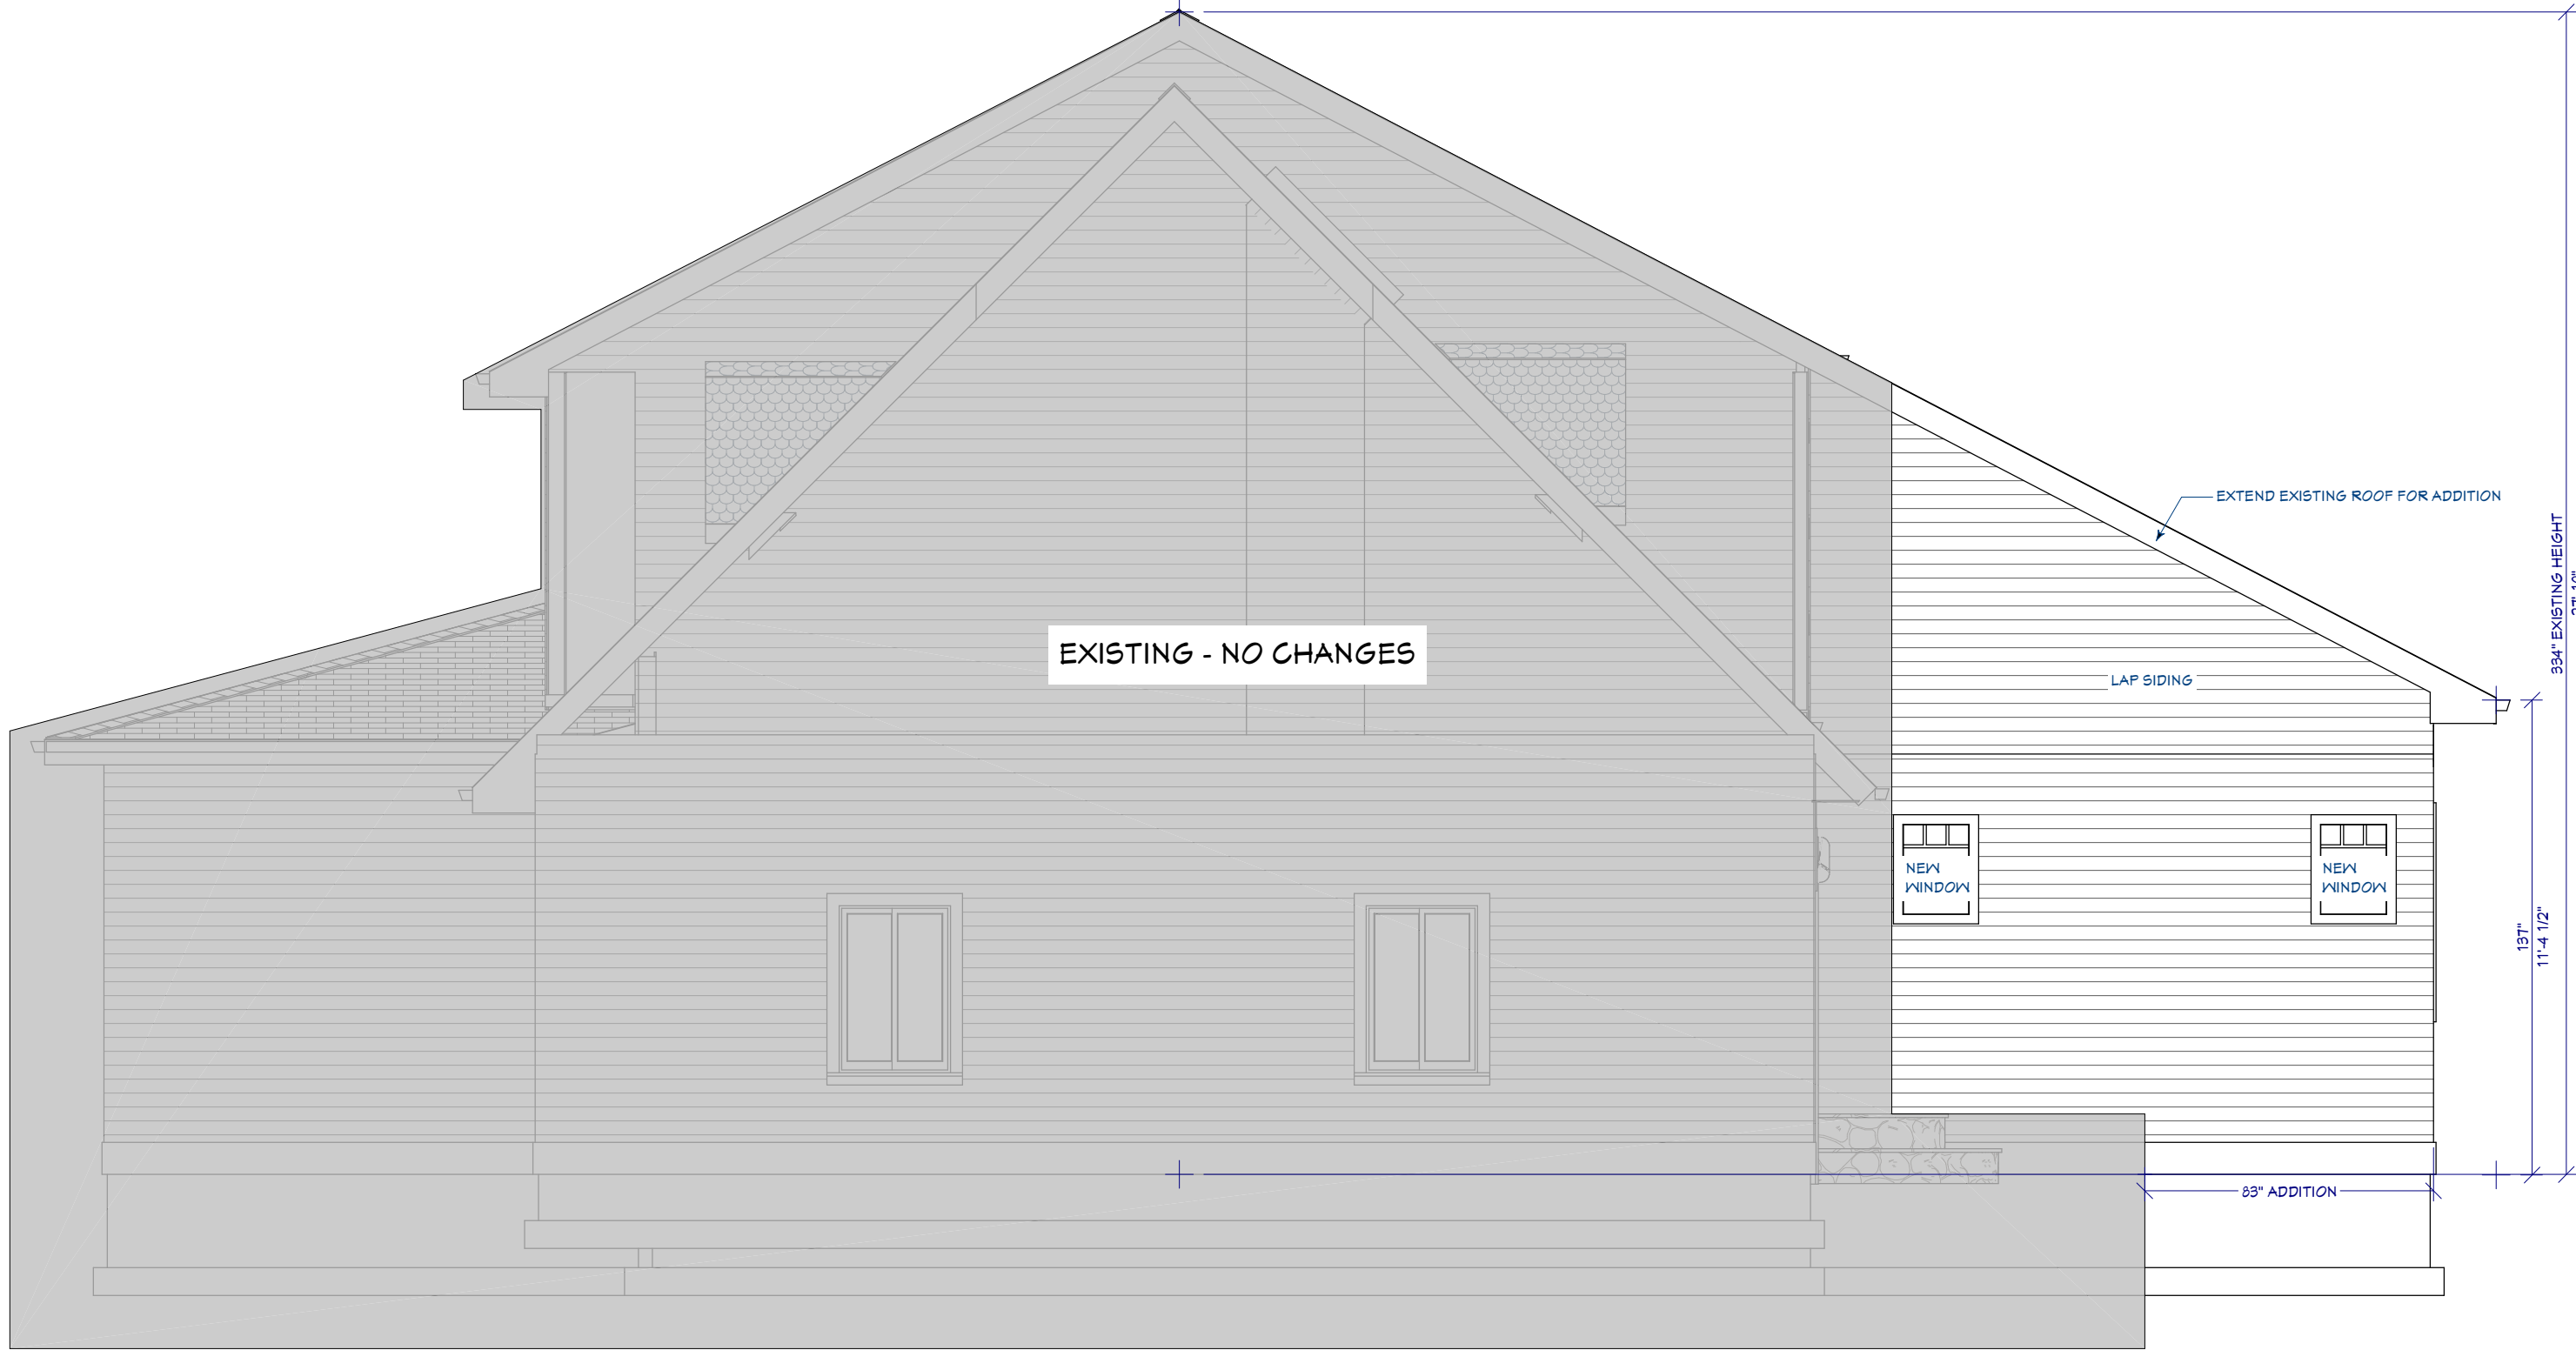 EXTEND EXISTING ROOF FOR ADDITION
334" EXISTING HEIGHT
EXISTING - NO CHANGES
LAP SIDING
NEW
WINDOW
NEW
WINDOW
137"
11'-4 1/2"
83" ADDITION